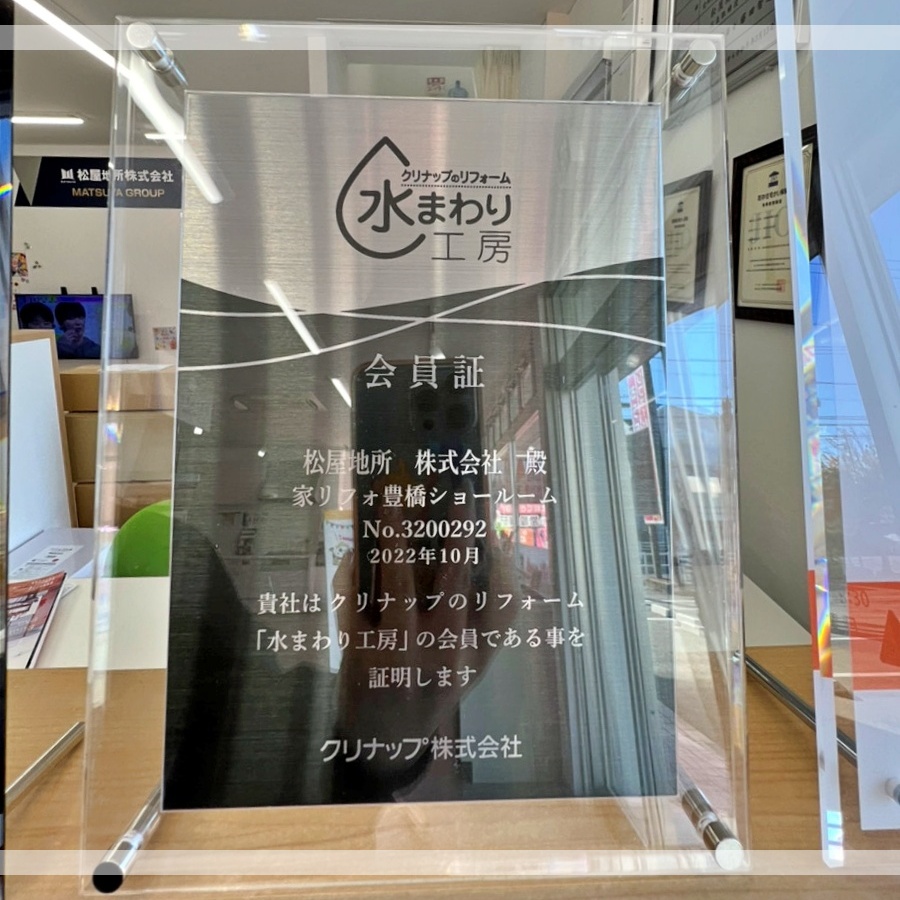 松屋地所株式会社
MATSUYA GROUP
クリナップのリフォーム
水まわり
工房
会員証
松屋地所 株式会社 殿
家リフォ豊橋ショールーム
No.3200292
2022年10月
貴社はクリナップのリフォーム
「水まわり工房」の会員である事を
証明します
クリナップ株式会社